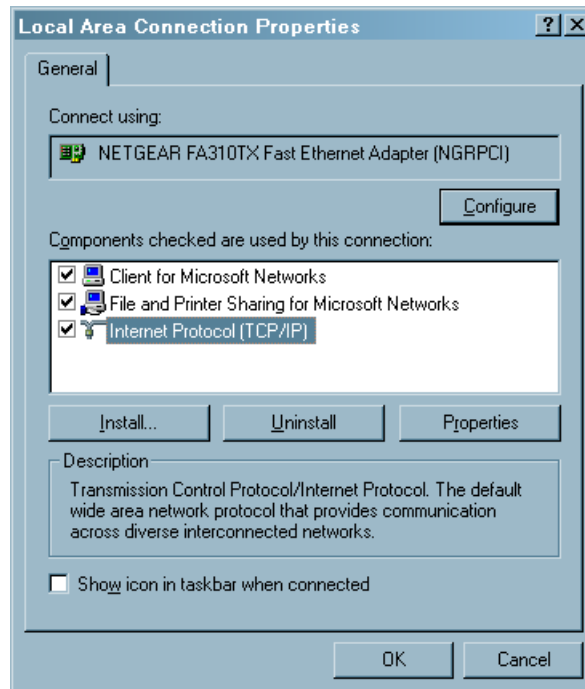 Local Area Connection Properties
General
Connect using:
NETGEAR FA310TX Fast Ethernet Adapter (NGRPCI)
Configure
Components checked are used by this connection:
Client for Microsoft Networks
File and Printer Sharing for Microsoft Networks
Internet Protocol (TCP/IP)
Install... Uninstall Properties
Description
Transmission Control Protocol/Internet Protocol. The default
wide area network protocol that provides communication
across diverse interconnected networks.
Show icon in taskbar when connected
OK Cancel